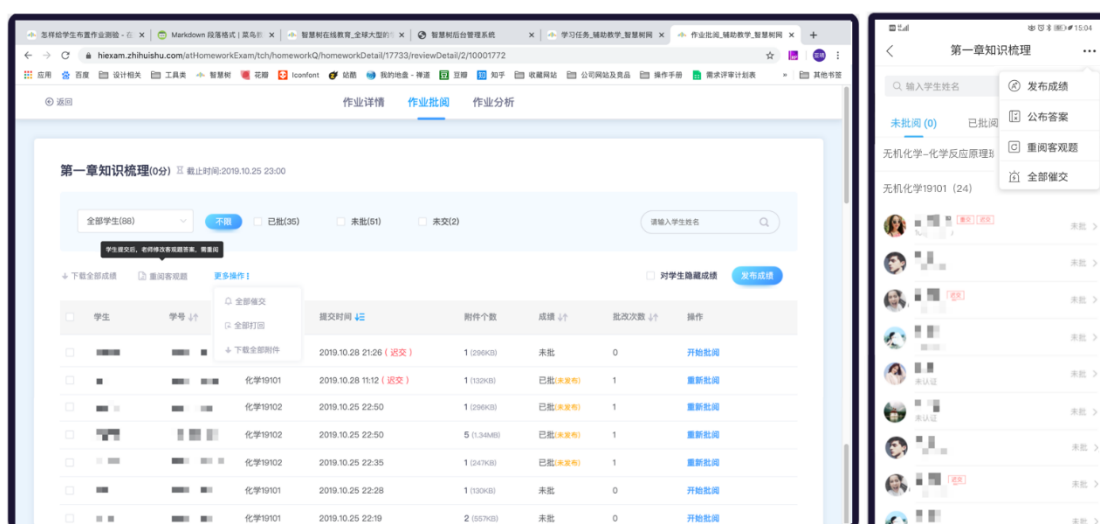 怎样给学生布置作业测验 - 在
Markdown 段落格式 | 菜鸟教
智慧树在线教育_全球大型的
智慧树后台管理系统
学习任务_辅助教学_智慧树网
作业批阅_辅助教学_智慧树网
hiexam.zhihuishu.com/atHomeworkExam/tch/homeworkQ/homeworkDetail/17733/reviewDetail/2/10001772
应用 百度 设计相关 工具类 智慧树 花瓣 Iconfont 站酷 我的地盘 - 禅道 豆瓣 知乎 收藏网站 公司网站及竞品 操作手册 需求评审计划表 » 其他书签
返回
作业详情 作业批阅 作业分析
第一章知识梳理(0分) 截止时间:2019.10.25 23:00
全部学生(88) 不限 已批(35) 未批(51) 未交(2) 请输入学生姓名
学生提交后，老师修改客观题答案，需重阅
下载全部成绩 重阅客观题 更多操作！ 对学生隐藏成绩 发布成绩
全部催交
全部打回
下载全部附件
学生 学号 提交时间 附件个数 成绩 批改次数 操作
2019.10.28 21:26 ( 迟交 ) 1 (296KB) 未批 0 开始批阅
化学19101 2019.10.28 11:12 ( 迟交 ) 1 (132KB) 已批(未发布) 1 重新批阅
化学19102 2019.10.25 22:50 1 (296KB) 已批(未发布) 1 重新批阅
化学19102 2019.10.25 22:50 5 (1.34MB) 已批(未发布) 1 重新批阅
化学19102 2019.10.25 22:35 1 (247KB) 已批(未发布) 1 重新批阅
化学19101 2019.10.25 22:28 1 (130KB) 未批 0 开始批阅
化学19101 2019.10.25 22:19 2 (557KB) 未批 0 开始批阅
15:04
第一章知识梳理
输入学生姓名
发布成绩
公布答案
重阅客观题
全部催交
未批阅 (0) 已批阅
无机化学-化学反应原理
无机化学19101（24）
重交 迟交 未批
未批
迟交 未批
未批
未认证 未批
未认证 未批
未批
迟交 未批
未批